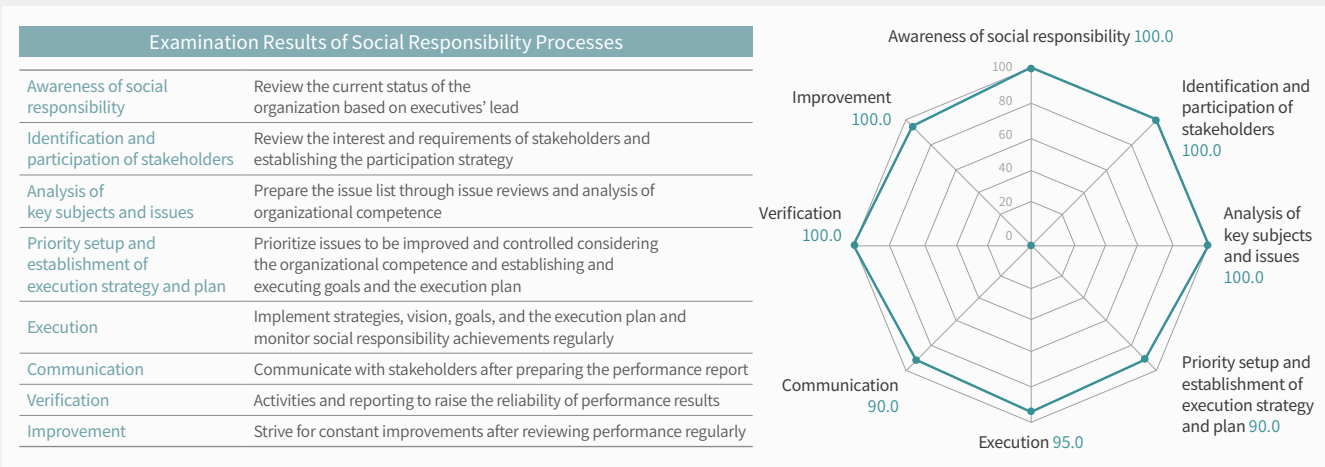 Examination Results of Social Responsibility Processes
Awareness of social
responsibility
Review the current status of the
organization based on executives’ lead
Identification and
participation of stakeholders
Review the interest and requirements of stakeholders and
establishing the participation strategy
Analysis of
key subjects and issues
Prepare the issue list through issue reviews and analysis of
organizational competence
Priority setup and
establishment of
execution strategy and plan
Prioritize issues to be improved and controlled considering
the organizational competence and establishing and
executing goals and the execution plan
Execution
Implement strategies, vision, goals, and the execution plan and
monitor social responsibility achievements regularly
Communication
Communicate with stakeholders after preparing the performance report
Verification
Activities and reporting to raise the reliability of performance results
Improvement
Strive for constant improvements after reviewing performance regularly
Awareness of social responsibility 100.0
Identification and
participation of
stakeholders
100.0
Analysis of
key subjects
and issues
100.0
Priority setup and
establishment of
execution strategy
and plan 90.0
Execution 95.0
Communication
90.0
Verification
100.0
Improvement
100.0
100
80
60
40
20
0